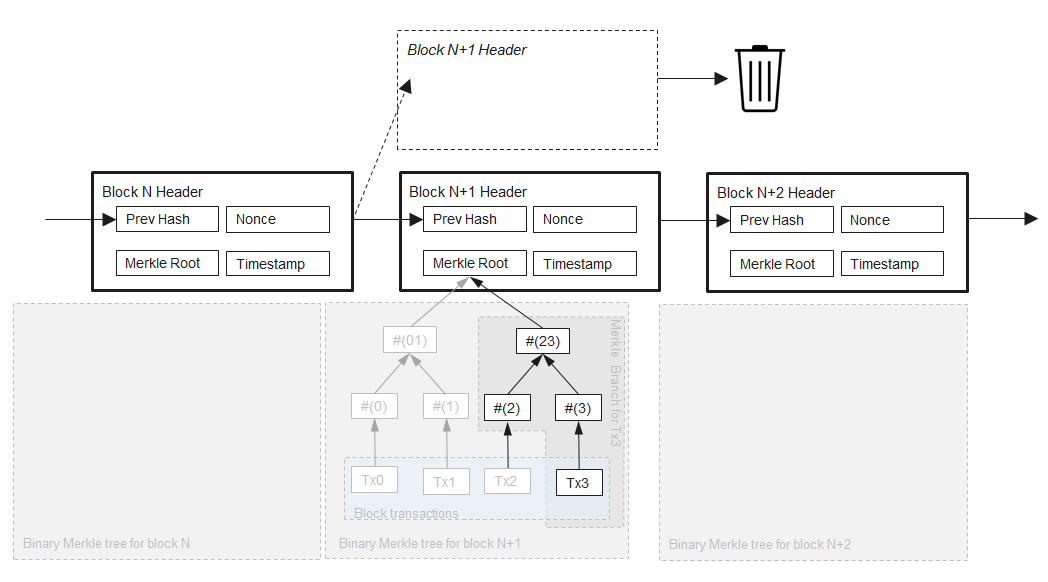 Block N+1 Header
Block N Header
Prev Hash
Nonce
Merkle Root
Timestamp
Block N+1 Header
Prev Hash
Nonce
Merkle Root
Timestamp
Block N+2 Header
Prev Hash
Nonce
Merkle Root
Timestamp
#(01)
#(23)
#(0)
#(1)
#(2)
#(3)
Tx0
Tx1
Tx2
Tx3
Block transactions
Merkle Branch for Tx3
Binary Merkle tree for block N
Binary Merkle tree for block N+1
Binary Merkle tree for block N+2